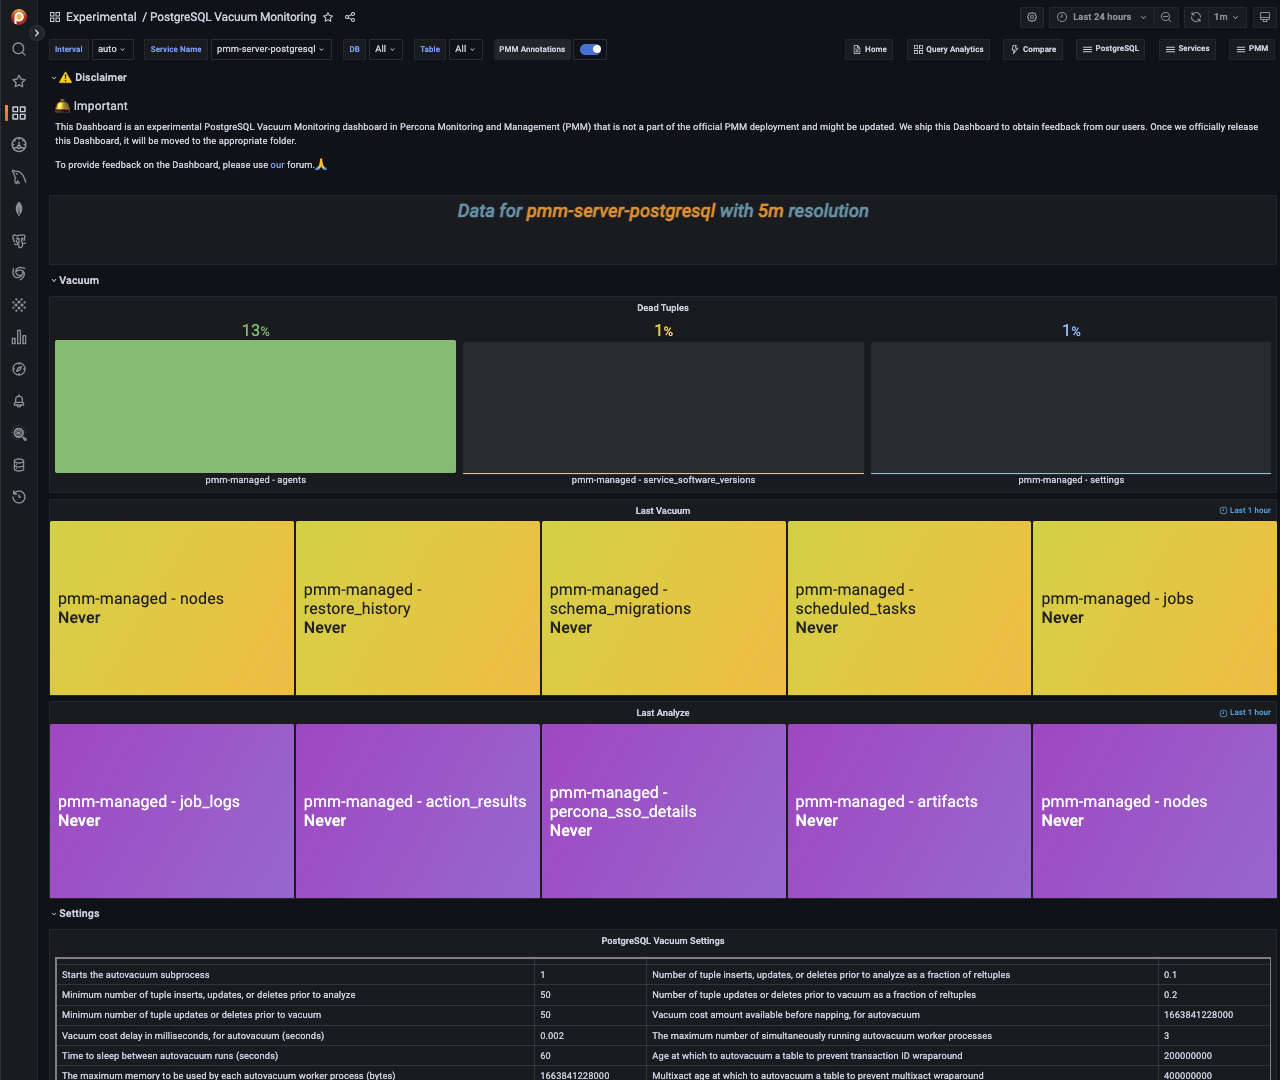 Experimental / PostgreSQL Vacuum Monitoring
Last 24 hours
1m
Interval auto Service Name pmm-server-postgresql DB All Table All PMM Annotations
Home Query Analytics Compare PostgreSQL Services PMM
Disclaimer
Important
This Dashboard is an experimental PostgreSQL Vacuum Monitoring dashboard in Percona Monitoring and Management (PMM) that is not a part of the official PMM deployment and might be updated. We ship this Dashboard to obtain feedback from our users. Once we officially release
this Dashboard, it will be moved to the appropriate folder.
To provide feedback on the Dashboard, please use our forum.
Data for pmm-server-postgresql with 5m resolution
Vacuum
Dead Tuples
13% 1% 1%
pmm-managed - agents
pmm-managed - service_software_versions
pmm-managed - settings
Last Vacuum
Last 1 hour
pmm-managed - nodes
Never
pmm-managed -
restore_history
Never
pmm-managed -
schema_migrations
Never
pmm-managed -
scheduled_tasks
Never
pmm-managed - jobs
Never
Last Analyze
Last 1 hour
pmm-managed - job_logs
Never
pmm-managed - action_results
Never
pmm-managed -
percona_sso_details
Never
pmm-managed - artifacts
Never
pmm-managed - nodes
Never
Settings
PostgreSQL Vacuum Settings
Starts the autovacuum subprocess 1 Number of tuple inserts, updates, or deletes prior to analyze as a fraction of reltuples 0.1
Minimum number of tuple inserts, updates, or deletes prior to analyze 50 Number of tuple updates or deletes prior to vacuum as a fraction of reltuples 0.2
Minimum number of tuple updates or deletes prior to vacuum 50 Vacuum cost amount available before napping, for autovacuum 1663841228000
Vacuum cost delay in milliseconds, for autovacuum (seconds) 0.002 The maximum number of simultaneously running autovacuum worker processes 3
Time to sleep between autovacuum runs (seconds) 60 Age at which to autovacuum a table to prevent transaction ID wraparound 200000000
The maximum memory to be used by each autovacuum worker process (bytes) 1663841228000 Multixact age at which to autovacuum a table to prevent multixact wraparound 400000000